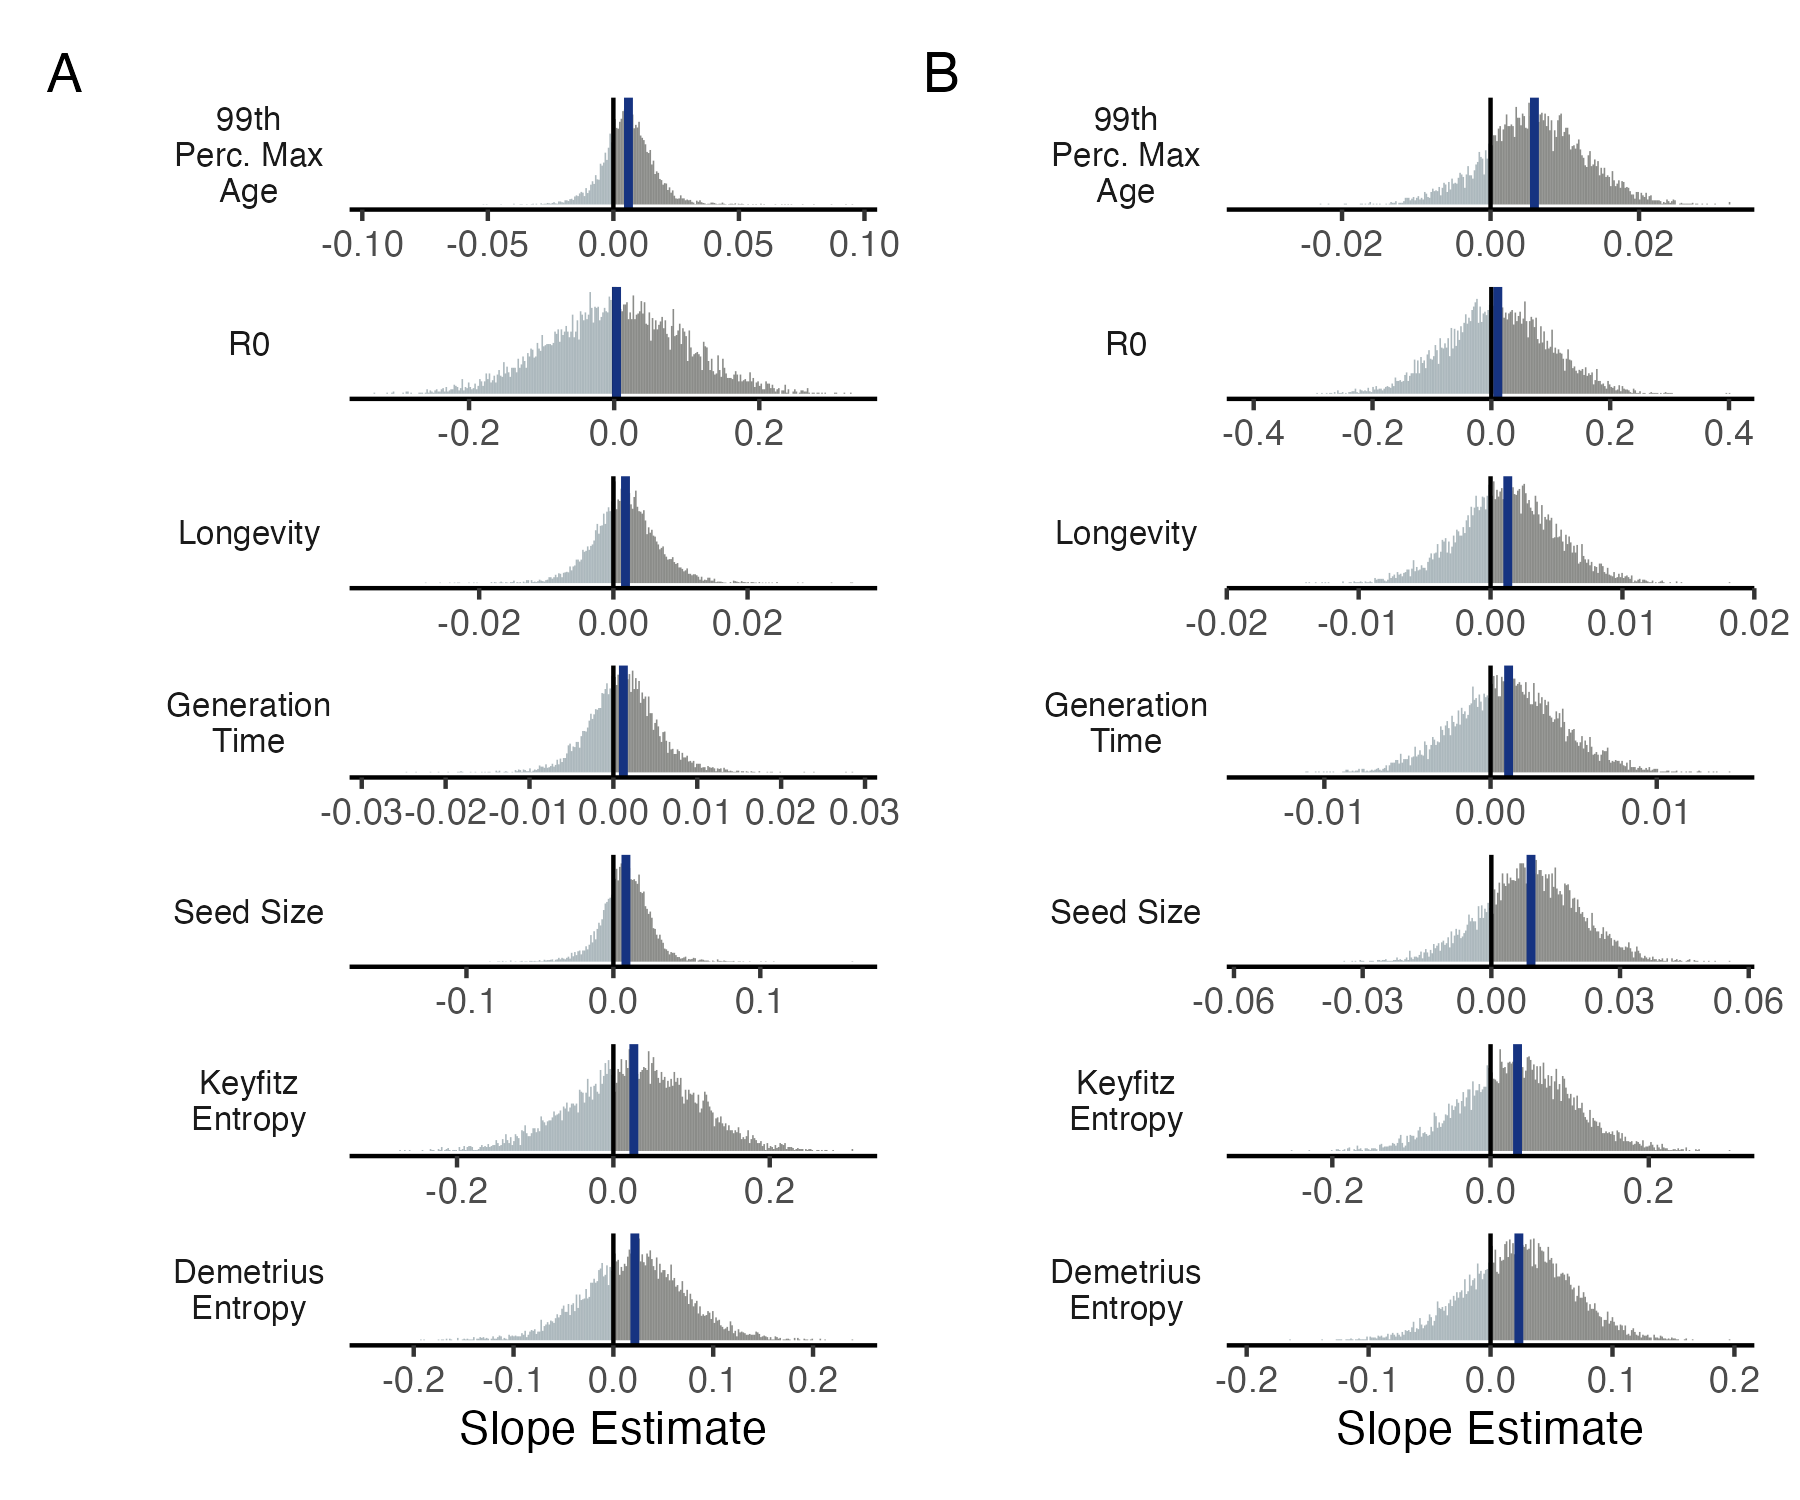 A
99th
Perc. Max
Age
-0.10 -0.05 0.00 0.05 0.10
R0
-0.2 0.0 0.2
Longevity
-0.02 0.00 0.02
Generation
Time
-0.03 -0.02 -0.01 0.00 0.01 0.02 0.03
Seed Size
-0.1 0.0 0.1
Keyfitz
Entropy
-0.2 0.0 0.2
Demetrius
Entropy
-0.2 -0.1 0.0 0.1 0.2
Slope Estimate
B
99th
Perc. Max
Age
-0.02 0.00 0.02
R0
-0.4 -0.2 0.0 0.2 0.4
Longevity
-0.02 -0.01 0.00 0.01 0.02
Generation
Time
-0.01 0.00 0.01
Seed Size
-0.06 -0.03 0.00 0.03 0.06
Keyfitz
Entropy
-0.2 0.0 0.2
Demetrius
Entropy
-0.2 -0.1 0.0 0.1 0.2
Slope Estimate